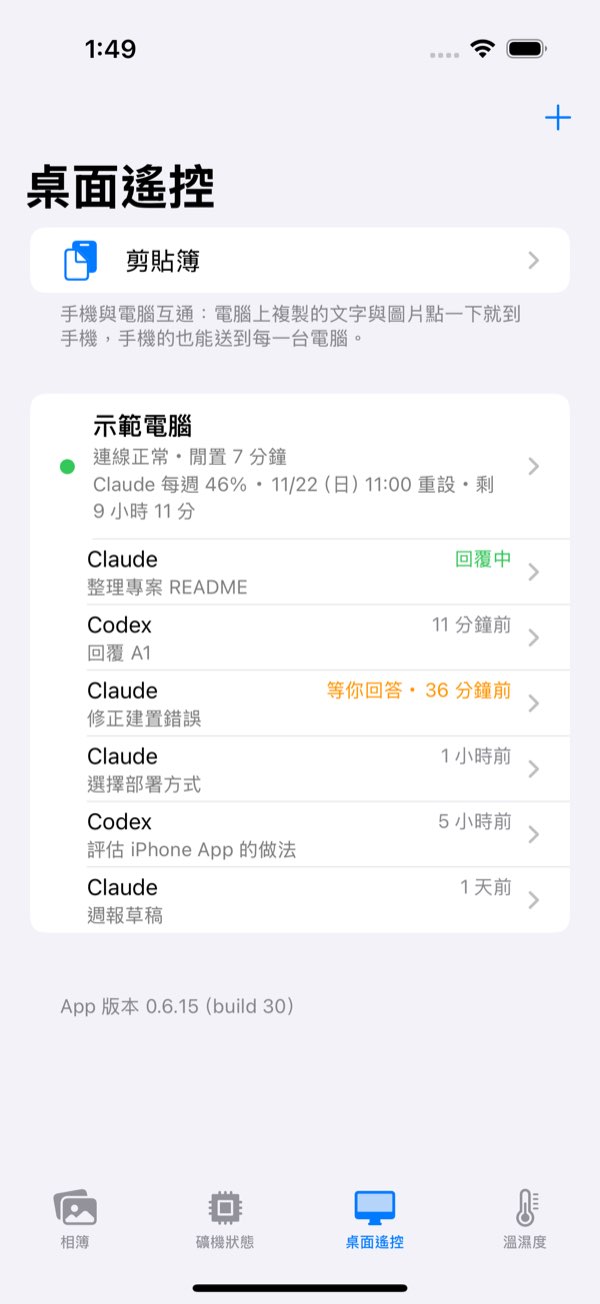 1:49
桌面遙控
剪貼簿
手機與電腦互通：電腦上複製的文字與圖片點一下就到
手機，手機的也能送到每一台電腦。
示範電腦
連線正常・閒置 7 分鐘
Claude 每週 46%・11/22 (日) 11:00 重設・剩
9 小時 11 分
Claude 回覆中
整理專案 README
Codex 11 分鐘前
回覆 A1
Claude 等你回答・36 分鐘前
修正建置錯誤
Claude 1 小時前
選擇部署方式
Codex 5 小時前
評估 iPhone App 的做法
Claude 1 天前
週報草稿
App 版本 0.6.15 (build 30)
相簿 礦機狀態 桌面遙控 溫濕度